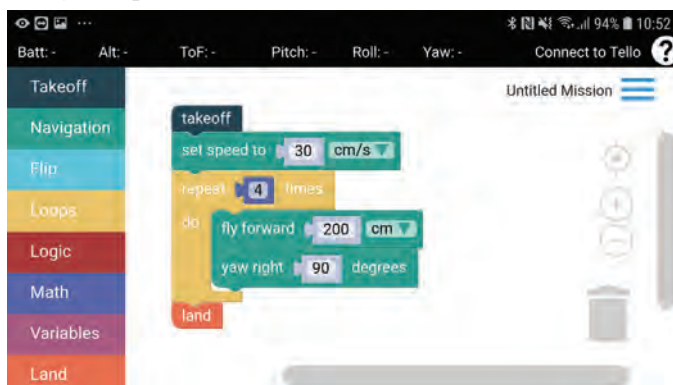 94% 10:52
Batt: - Alt: - ToF: - Pitch: - Roll: - Yaw: - Connect to Tello ?
Takeoff
Untitled Mission
Navigation
Flip
Loops
Logic
Math
Variables
Land
takeoff
set speed to 30 cm/s
repeat 4 times
do
fly forward 200 cm
yaw right 90 degrees
land